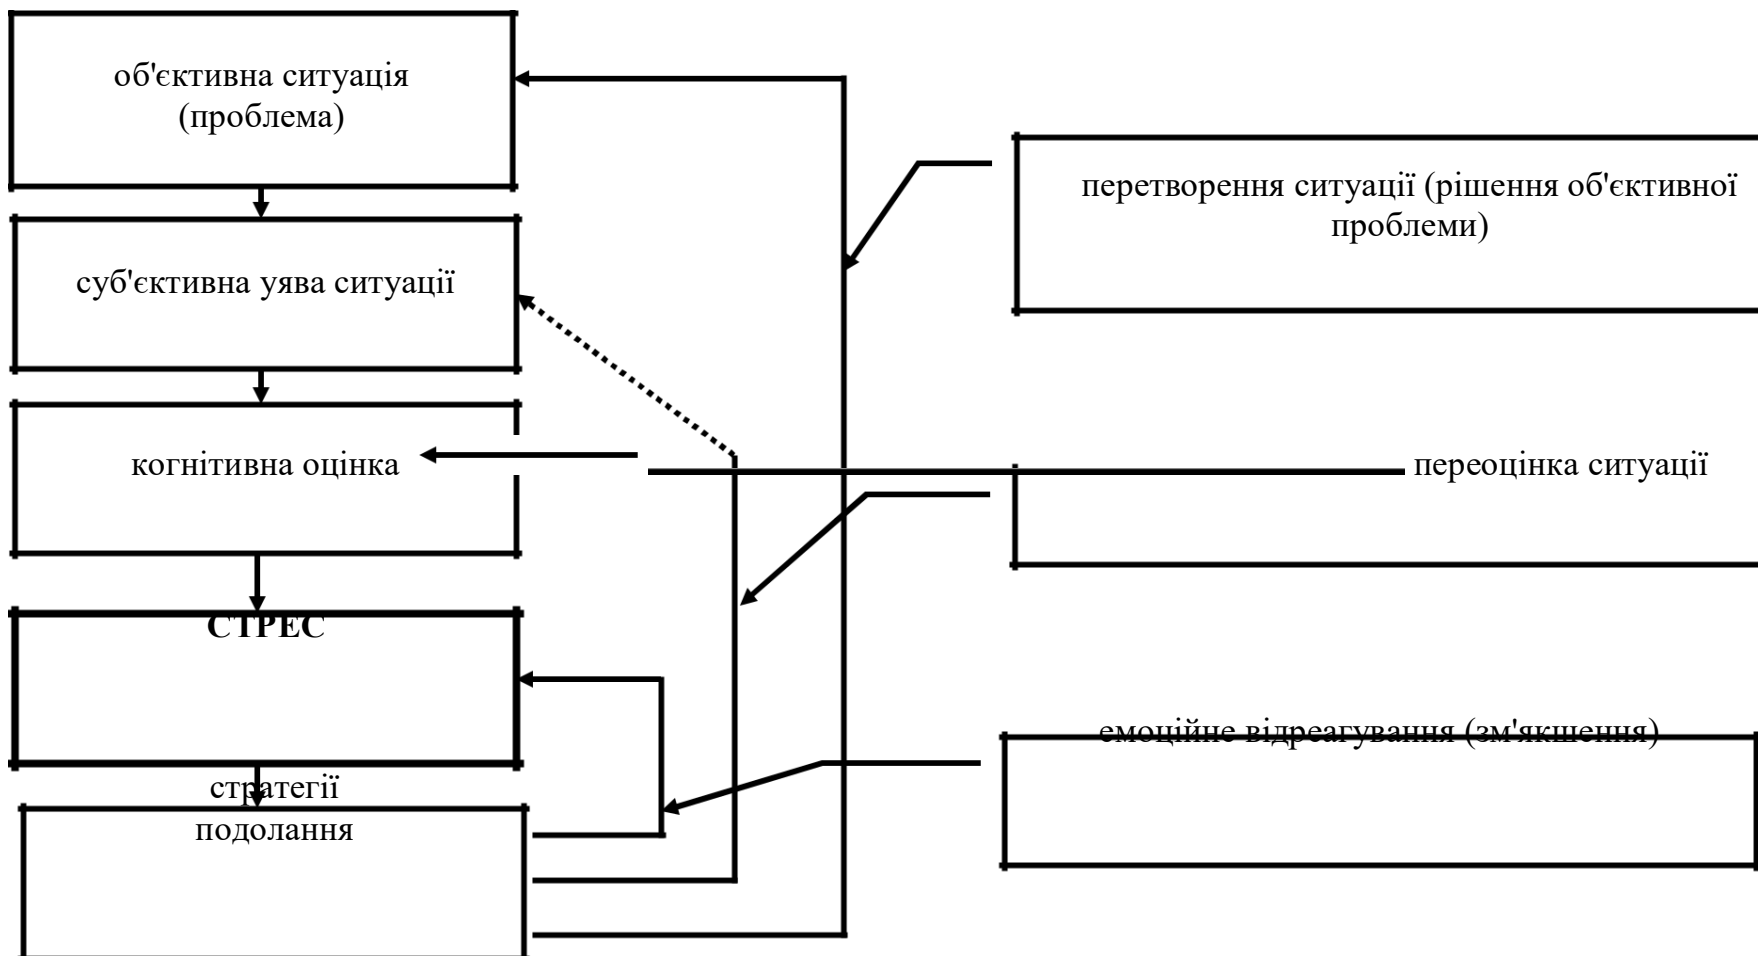 об'єктивна ситуація
(проблема)
перетворення ситуації (рішення об'єктивної
проблеми)
суб'єктивна уява ситуації
когнітивна оцінка
переоцінка ситуації
СТРЕС
емоційне відреагування (зм'якшення)
стратегії
подолання